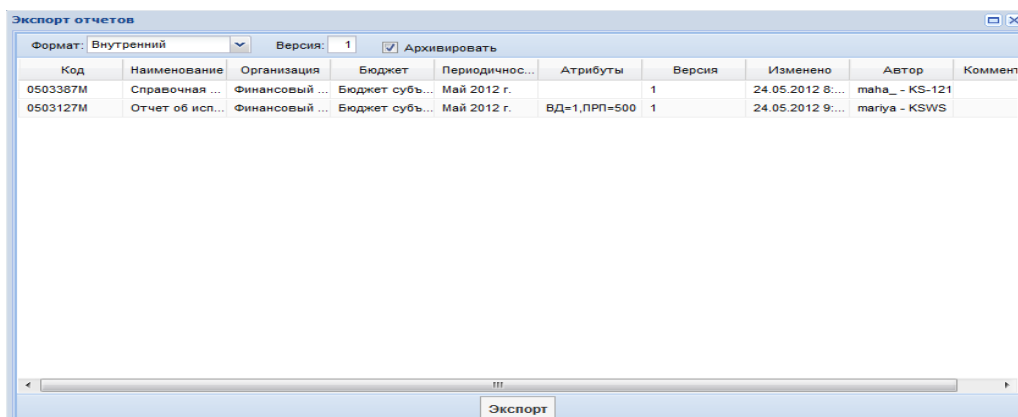 Экспорт отчетов
Формат: Внутренний Версия: 1 Архивировать
Код Наименование Организация Бюджет Периодичнос... Атрибуты Версия Изменено Автор Коммент
0503387М Справочная ... Финансовый ... Бюджет субъ... Май 2012 г. 1 24.05.2012 8:... maha_ - KS-121
0503127М Отчет об исп... Финансовый ... Бюджет субъ... Май 2012 г. ВД=1,ПРП=500 1 24.05.2012 9:... mariya - KSWS
Экспорт